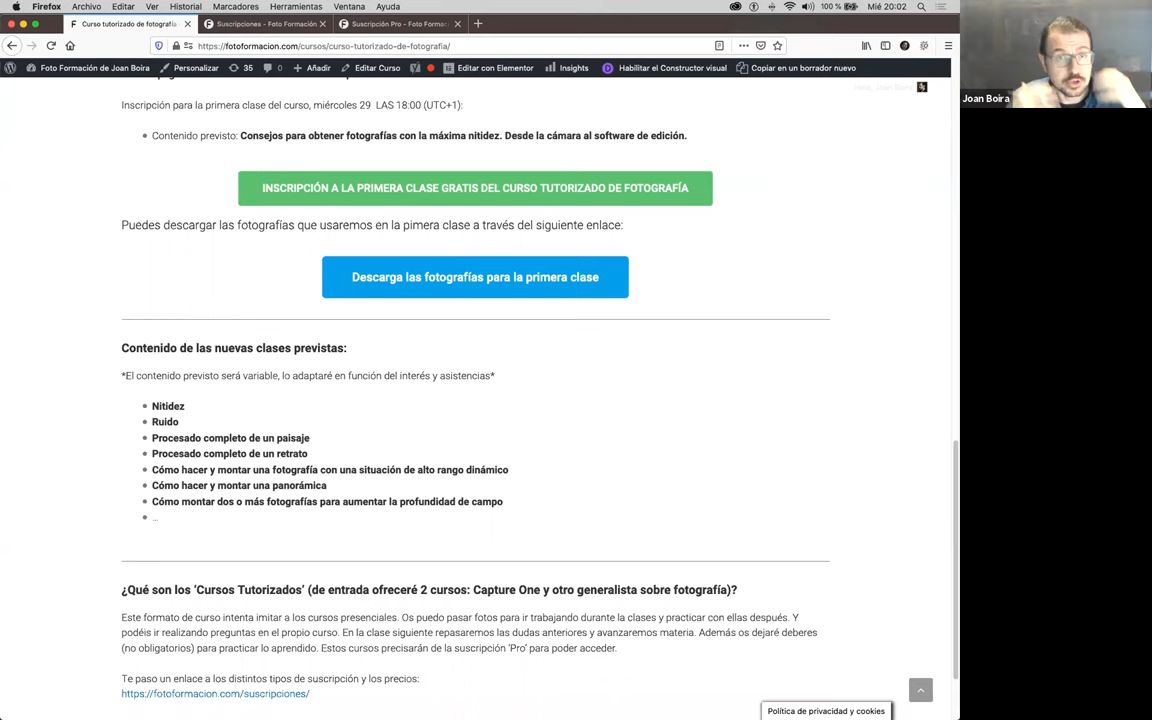 Firefox Archivo Editar Ver Historial Marcadores Herramientas Ventana Ayuda 100 % Mié 20:02
Curso tutorizado de fotografía Suscripciones - Foto Formación Suscripción Pro - Foto Formac
https://fotoformacion.com/cursos/curso-tutorizado-de-fotografia/
Foto Formación de Joan Boira Personalizar 35 0 Añadir Editar Curso Editar con Elementor Insights Habilitar el Constructor visual Copiar en un borrador nuevo
Hola, Joan Boira
Joan Boira
Inscripción para la primera clase del curso, miércoles 29 LAS 18:00 (UTC+1):
Contenido previsto: Consejos para obtener fotografías con la máxima nitidez. Desde la cámara al software de edición.
INSCRIPCIÓN A LA PRIMERA CLASE GRATIS DEL CURSO TUTORIZADO DE FOTOGRAFÍA
Puedes descargar las fotografías que usaremos en la pimera clase a través del siguiente enlace:
Descarga las fotografías para la primera clase
Contenido de las nuevas clases previstas:
*El contenido previsto será variable, lo adaptaré en función del interés y asistencias*
Nitidez
Ruido
Procesado completo de un paisaje
Procesado completo de un retrato
Cómo hacer y montar una fotografía con una situación de alto rango dinámico
Cómo hacer y montar una panorámica
Cómo montar dos o más fotografías para aumentar la profundidad de campo
...
¿Qué son los ‘Cursos Tutorizados’ (de entrada ofreceré 2 cursos: Capture One y otro generalista sobre fotografía)?
Este formato de curso intenta imitar a los cursos presenciales. Os puedo pasar fotos para ir trabajando durante la clases y practicar con ellas después. Y
podéis ir realizando preguntas en el propio curso. En la clase siguiente repasaremos las dudas anteriores y avanzaremos materia. Además os dejaré deberes
(no obligatorios) para practicar lo aprendido. Estos cursos precisarán de la suscripción ‘Pro’ para poder acceder.
Te paso un enlace a los distintos tipos de suscripción y los precios:
https://fotoformacion.com/suscripciones/
Política de privacidad y cookies